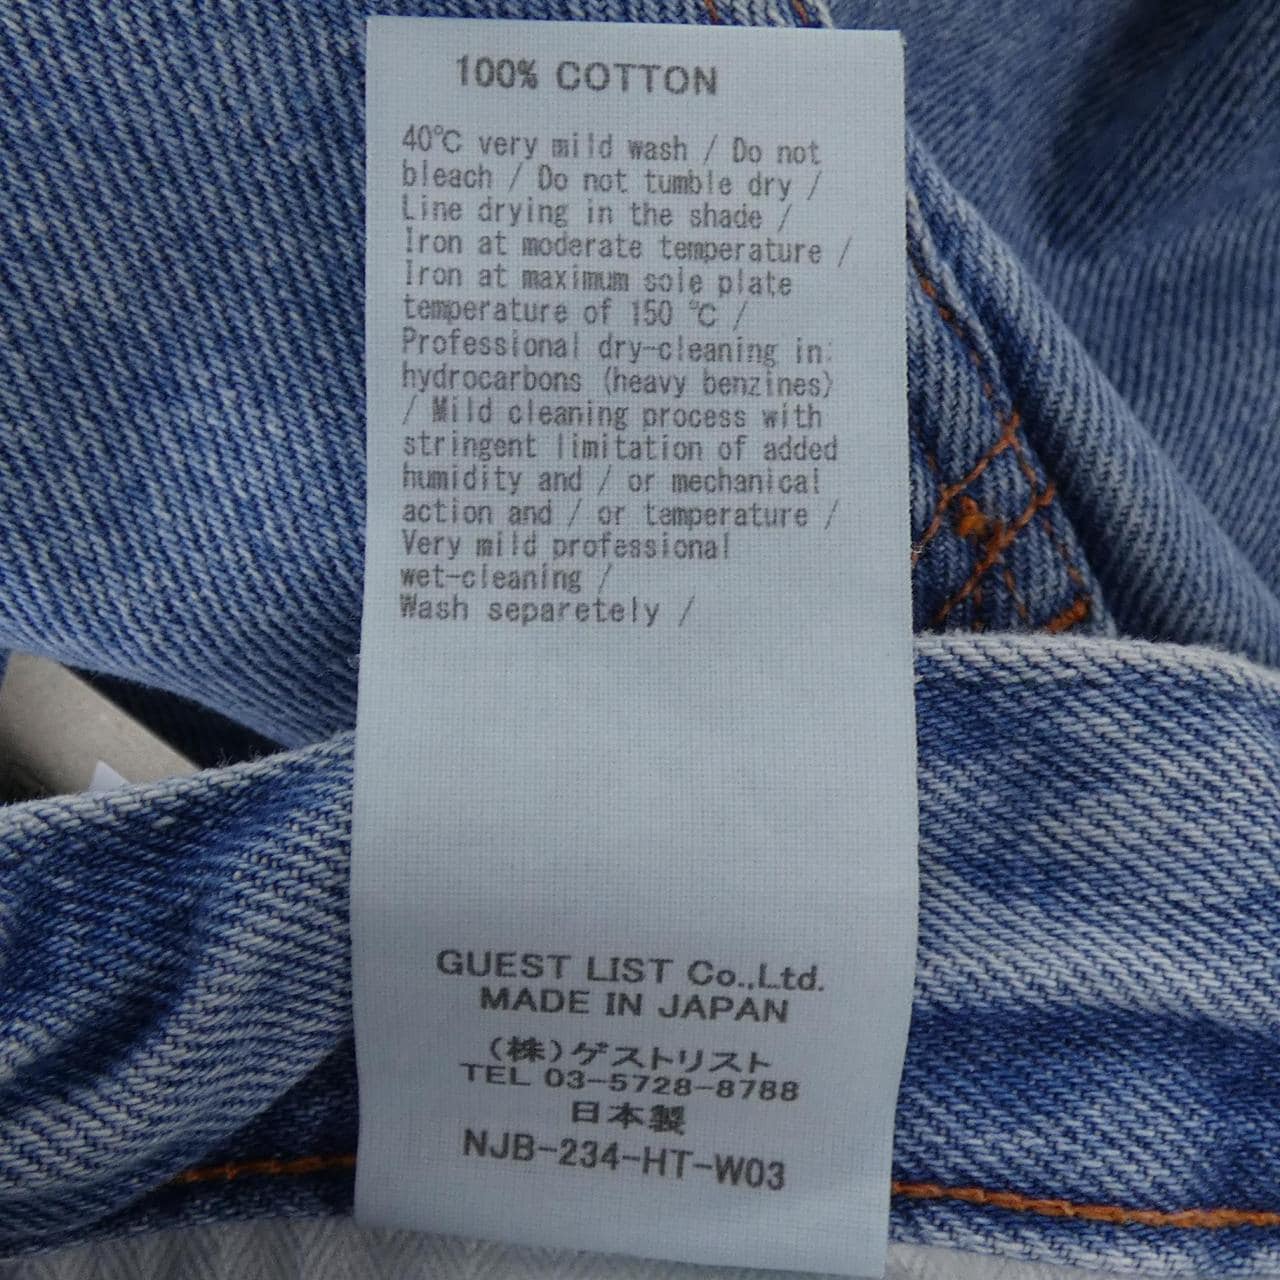 100% COTTON
40℃ very mild wash / Do not
bleach / Do not tumble dry /
Line drying in the shade /
Iron at moderate temperature /
Iron at maximum sole plate
temperature of 150 ℃ /
Professional dry-cleaning in:
hydrocarbons (heavy benzines)
/ Mild cleaning process with
stringent limitation of added
humidity and / or mechanical
action and / or temperature /
Very mild professional
wet-cleaning /
Wash separetely /
GUEST LIST Co.,Ltd.
MADE IN JAPAN
(株)ゲストリスト
TEL 03-5728-8788
日本製
NJB-234-HT-W03